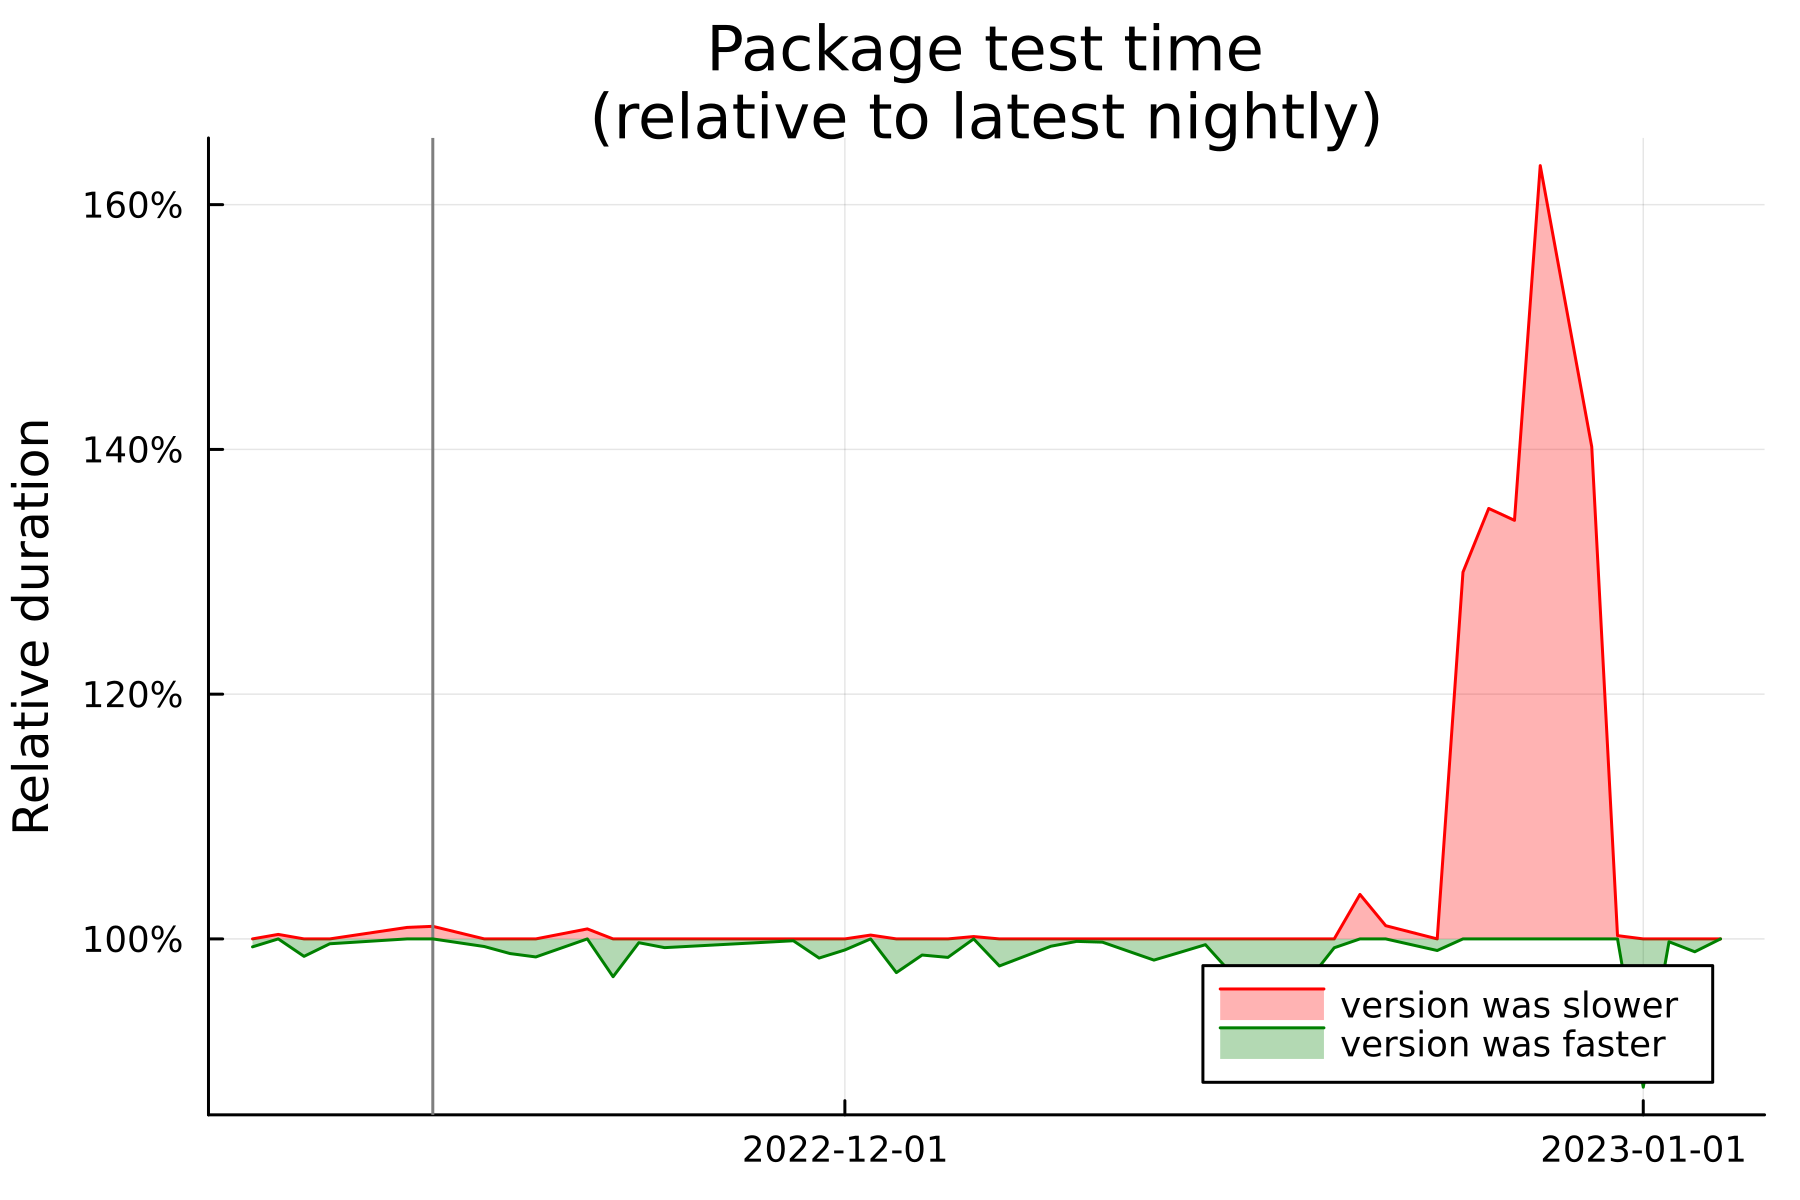 Package test time
(relative to latest nightly)
Relative duration
160%
140%
120%
100%
version was slower
version was faster
2022-12-01
2023-01-01